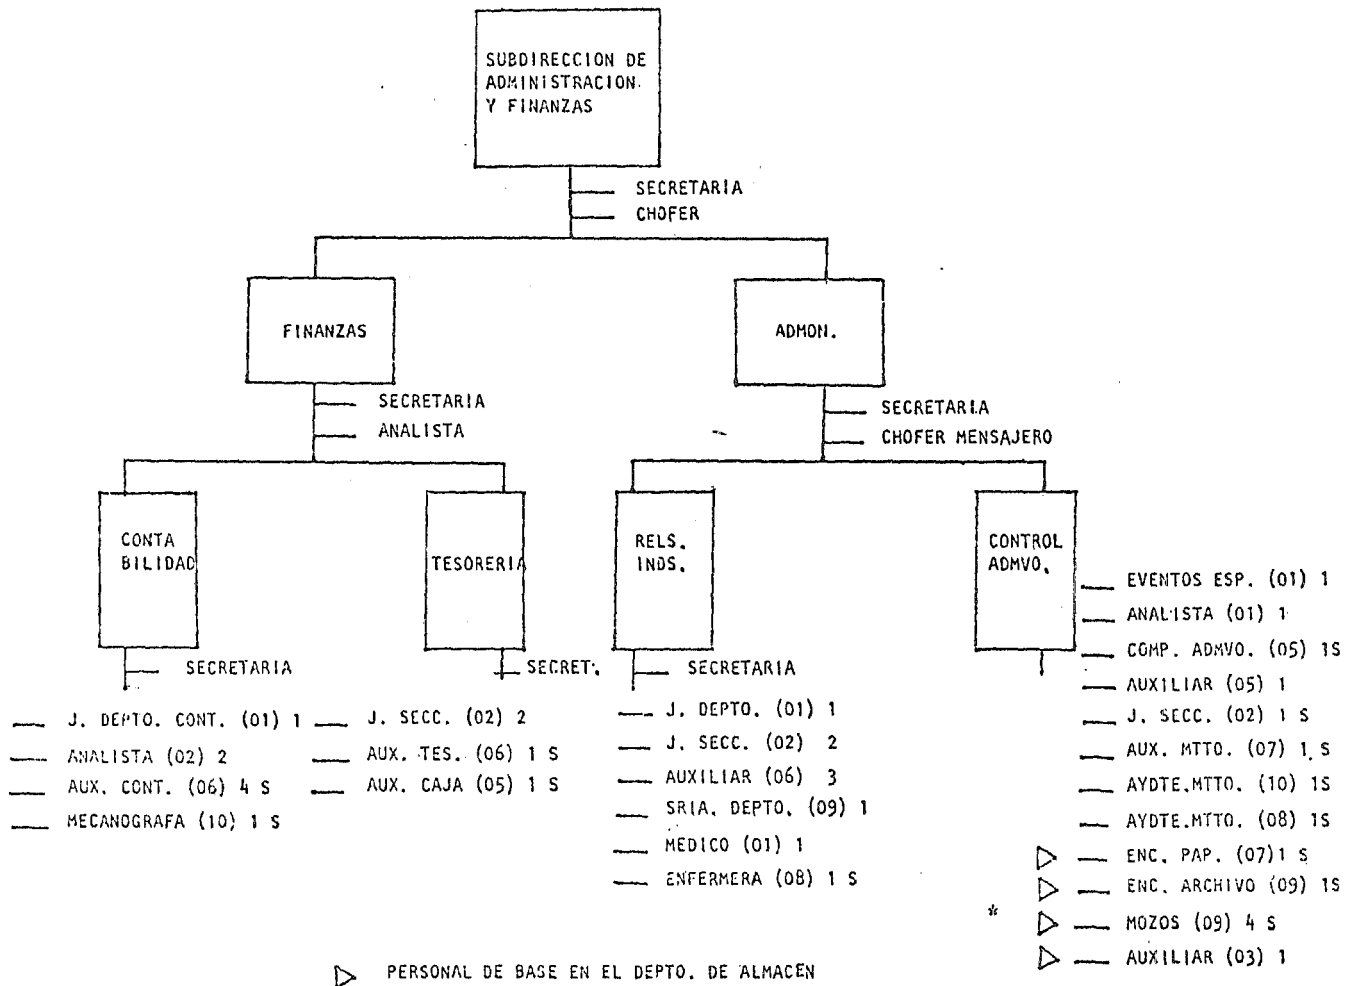 SUBDIRECCION DE
ADMINISTRACION
Y FINANZAS
SECRETARIA
CHOFER
FINANZAS
ADMON.
SECRETARIA
ANALISTA
SECRETARIA
CHOFER MENSAJERO
CONTA
BILIDAD
TESORERIA
RELS.
INDS.
CONTROL
ADMVO.
SECRETARIA
J. DEPTO. CONT. (01) 1
ANALISTA (02) 2
AUX. CONT. (06) 4 S
MECANOGRAFA (10) 1 S
SECRET.
J. SECC. (02) 2
AUX. TES. (06) 1 S
AUX. CAJA (05) 1 S
SECRETARIA
J. DEPTO. (01) 1
J. SECC. (02) 2
AUXILIAR (06) 3
SRIA. DEPTO. (09) 1
MEDICO (01) 1
ENFERMERA (08) 1 S
EVENTOS ESP. (01) 1
ANALISTA (01) 1
COMP. ADMVO. (05) 1S
AUXILIAR (05) 1
J. SECC. (02) 1 S
AUX. MTTO. (07) 1 S
AYDTE.MTTO. (10) 1S
AYDTE.MTTO. (08) 1S
ENC. PAP. (07)1 S
ENC. ARCHIVO (09) 1S
* MOZOS (09) 4 S
AUXILIAR (03) 1
PERSONAL DE BASE EN EL DEPTO. DE ALMACEN